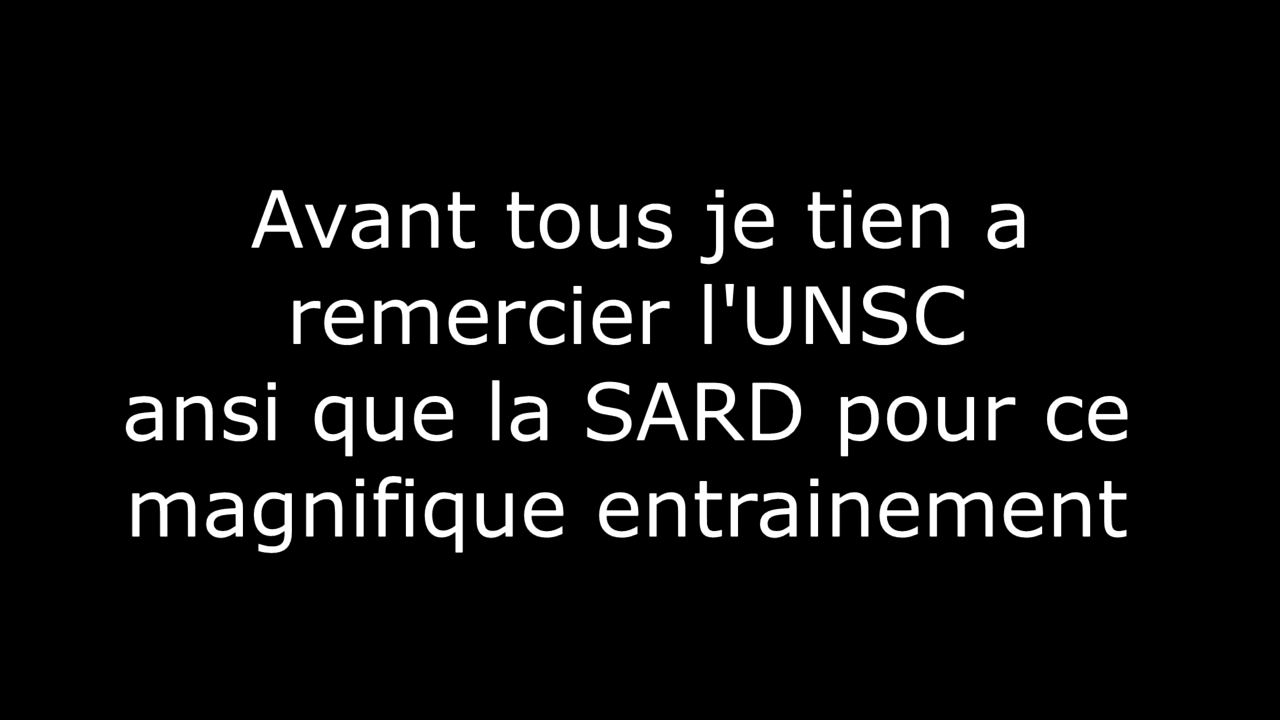 Avant tous je tien a
remercier l'UNSC
ansi que la SARD pour ce
magnifique entrainement